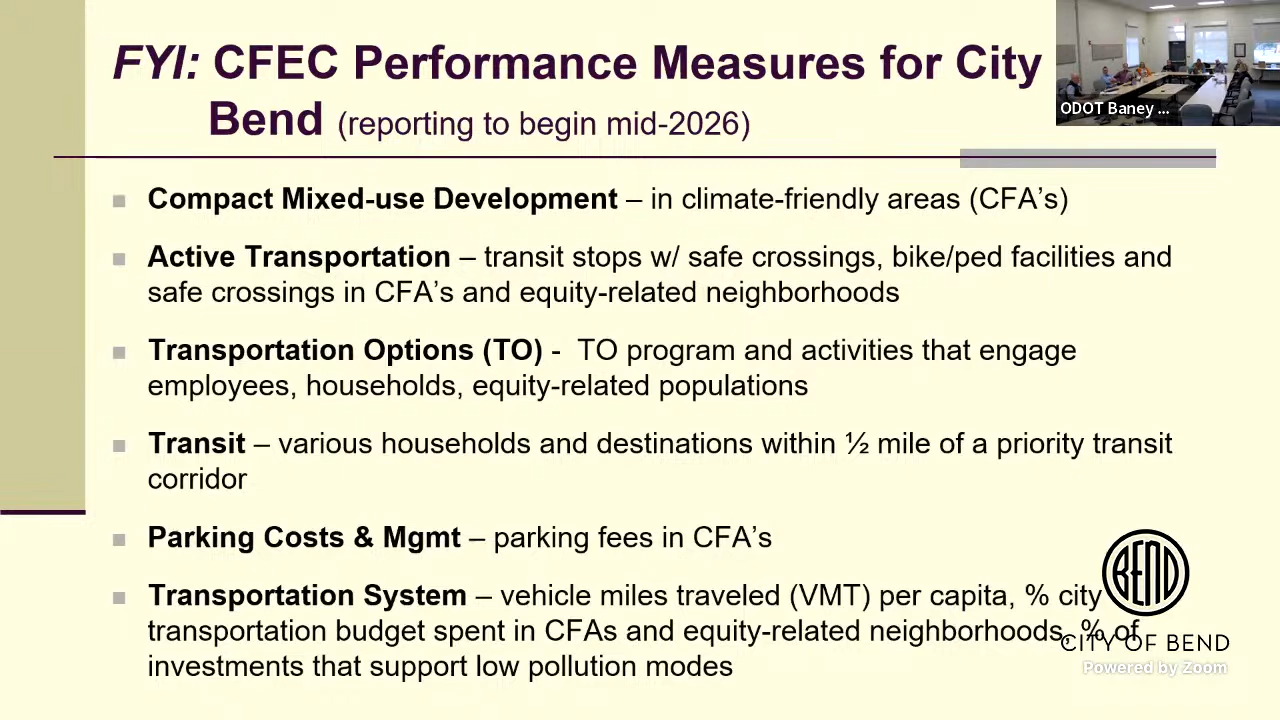 FYI: CFEC Performance Measures for City
Bend (reporting to begin mid-2026)
ODOT Baney ...
■ Compact Mixed-use Development – in climate-friendly areas (CFA’s)
■ Active Transportation – transit stops w/ safe crossings, bike/ped facilities and
safe crossings in CFA’s and equity-related neighborhoods
■ Transportation Options (TO) - TO program and activities that engage
employees, households, equity-related populations
■ Transit – various households and destinations within ½ mile of a priority transit
corridor
■ Parking Costs & Mgmt – parking fees in CFA’s
■ Transportation System – vehicle miles traveled (VMT) per capita, % city
transportation budget spent in CFAs and equity-related neighborhoods, % of
investments that support low pollution modes
BEND
CITY OF BEND
Powered by Zoom